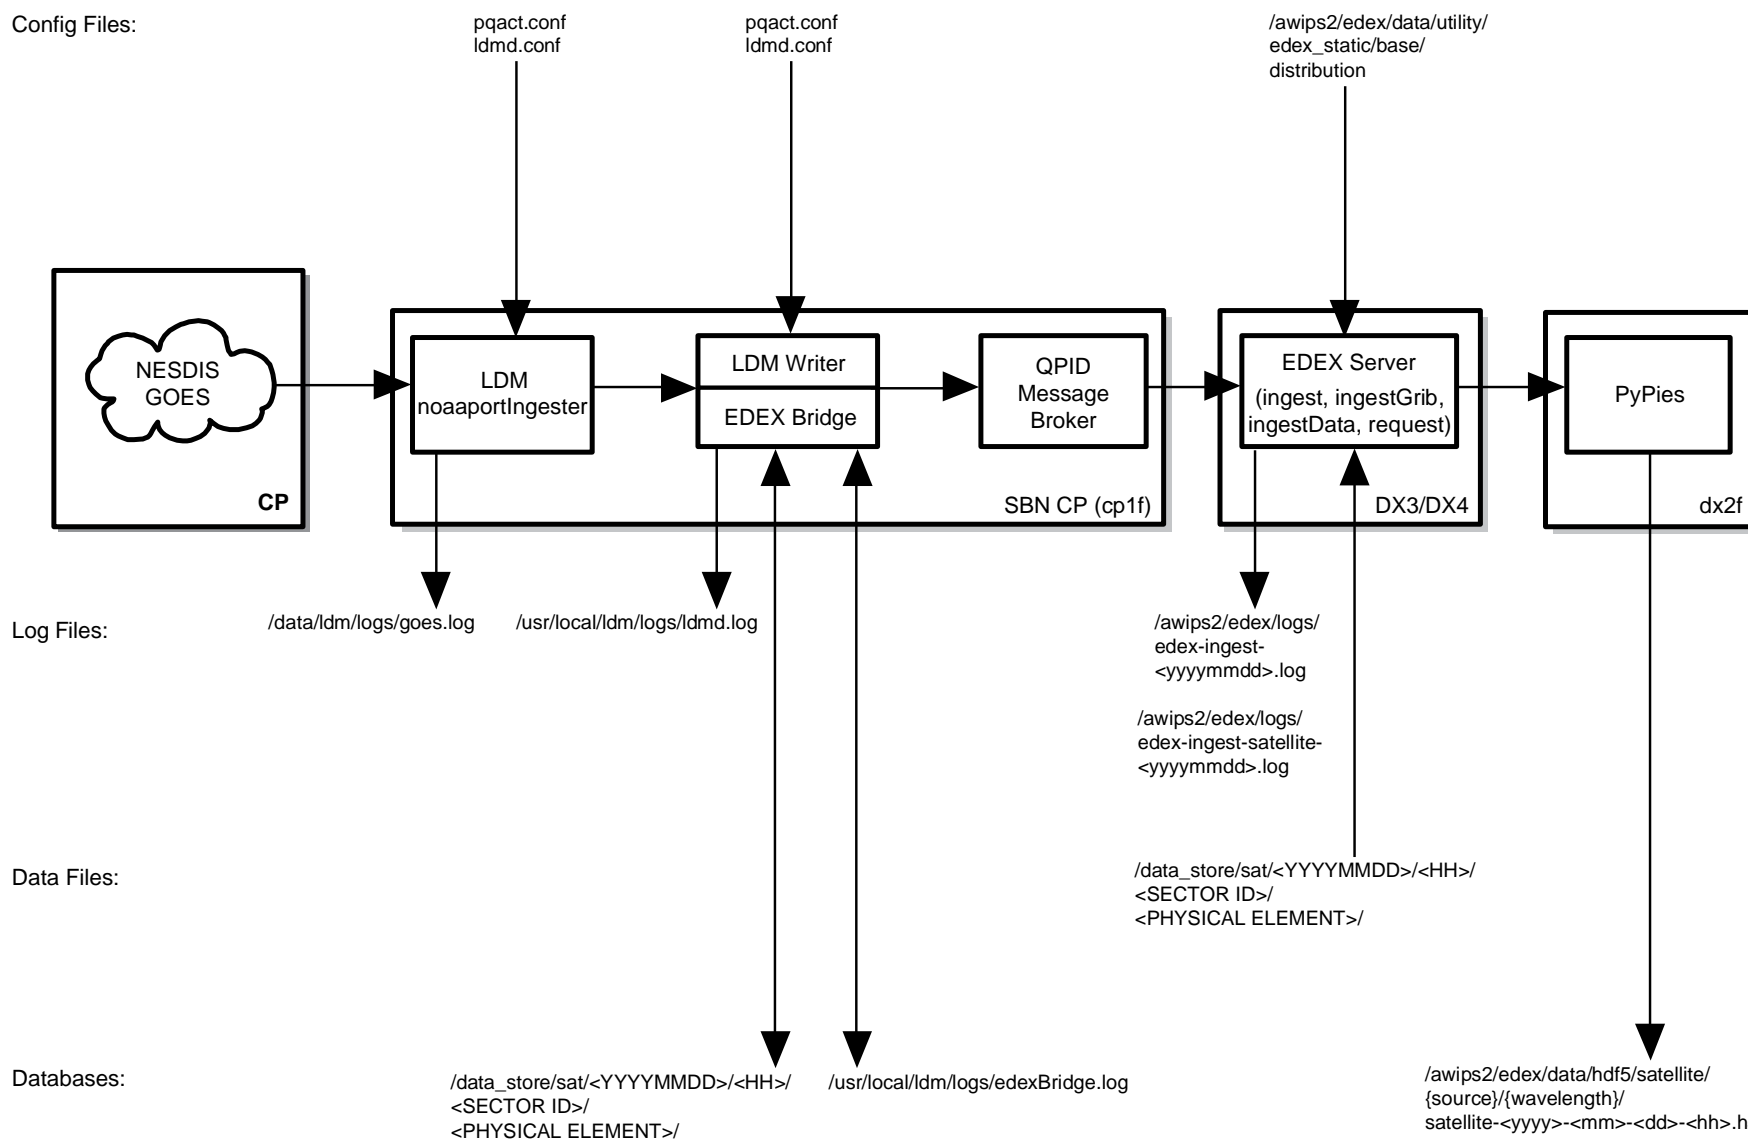 Config Files:
pqact.conf
ldmd.conf
pqact.conf
ldmd.conf
/awips2/edex/data/utility/
edex_static/base/
distribution
NESDIS
GOES
CP
LDM
noaaportIngester
LDM Writer
EDEX Bridge
QPID
Message
Broker
SBN CP (cp1f)
EDEX Server
(ingest, ingestGrib,
ingestData, request)
DX3/DX4
PyPies
dx2f
Log Files:
/data/ldm/logs/goes.log
/usr/local/ldm/logs/ldmd.log
/awips2/edex/logs/
edex-ingest-
<yyyymmdd>.log
/awips2/edex/logs/
edex-ingest-satellite-
<yyyymmdd>.log
Data Files:
/data_store/sat/<YYYYMMDD>/<HH>/
<SECTOR ID>/
<PHYSICAL ELEMENT>/
Databases:
/data_store/sat/<YYYYMMDD>/<HH>/
<SECTOR ID>/
<PHYSICAL ELEMENT>/
/usr/local/ldm/logs/edexBridge.log
/awips2/edex/data/hdf5/satellite/
{source}/{wavelength}/
satellite-<yyyy>-<mm>-<dd>-<hh>.h